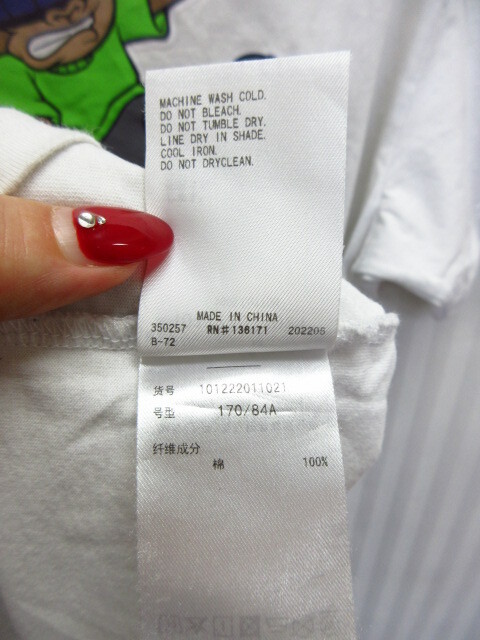 MACHINE WASH COLD.
DO NOT BLEACH.
DO NOT TUMBLE DRY.
LINE DRY IN SHADE.
COOL IRON.
DO NOT DRYCLEAN.
MADE IN CHINA
350257 RN#136171 202205
B-72
货号 101222011021
号型 170/84A
纤维成分
棉 100%